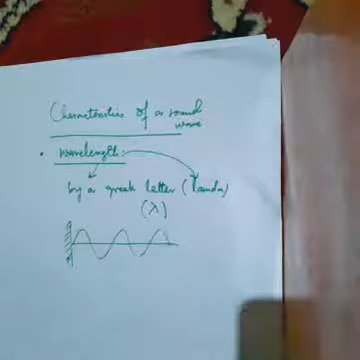 Characteristics of a sound
wave
• Wavelength:
by a greek letter (lamda)
(λ)